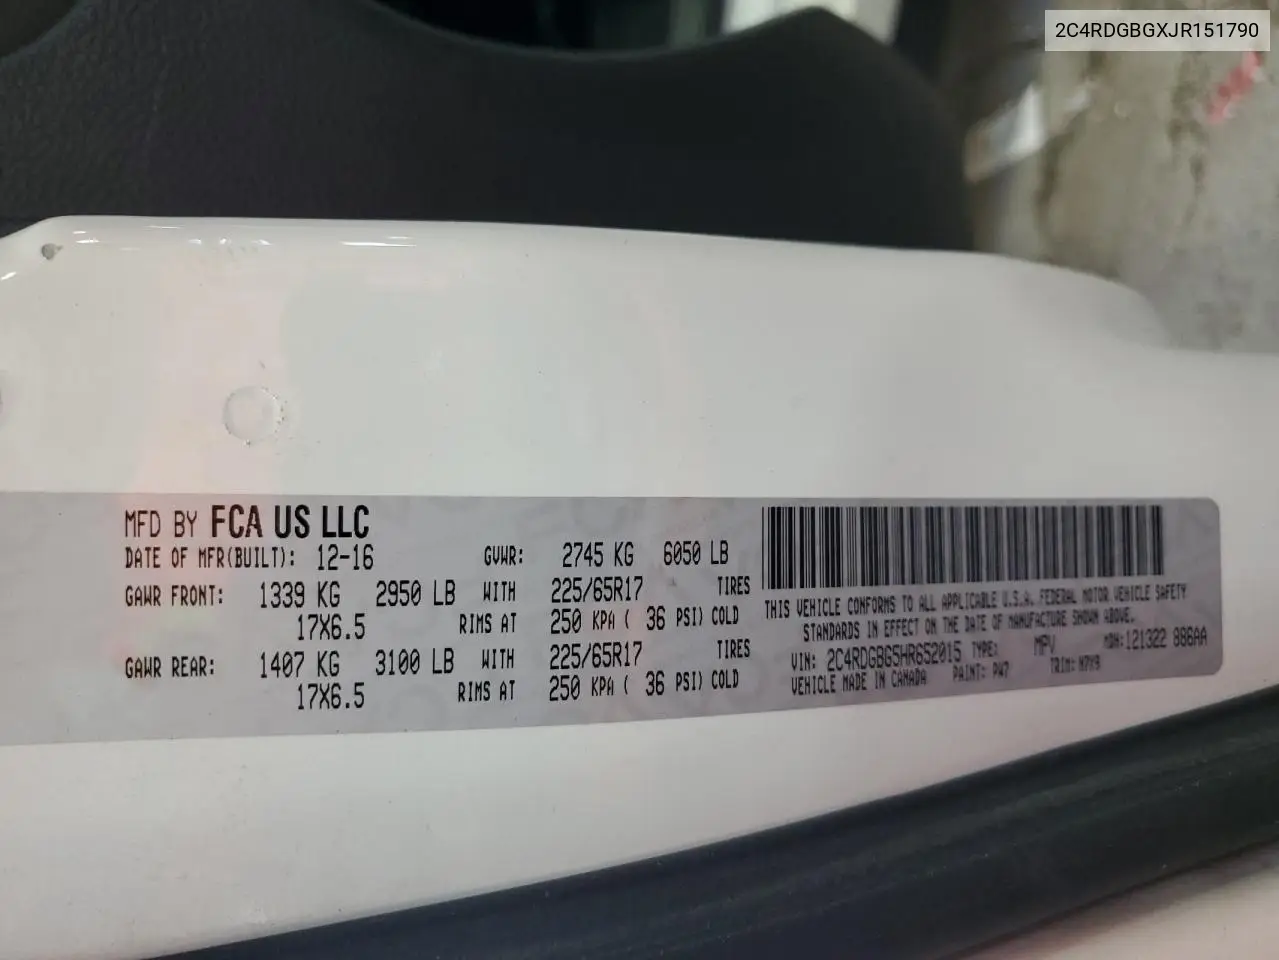 2C4RDGBGXJR151790
MFD BY FCA US LLC
DATE OF MFR(BUILT): 12-16 GVWR: 2745 KG 6050 LB
GAWR FRONT: 1339 KG 2950 LB WITH 225/65R17 TIRES
17X6.5 RIMS AT 250 KPA ( 36 PSI) COLD
GAWR REAR: 1407 KG 3100 LB WITH 225/65R17 TIRES
17X6.5 RIMS AT 250 KPA ( 36 PSI) COLD
THIS VEHICLE CONFORMS TO ALL APPLICABLE U.S.A. FEDERAL MOTOR VEHICLE SAFETY
STANDARDS IN EFFECT ON THE DATE OF MANUFACTURE SHOWN ABOVE.
VIN: 2C4RDGBG5HR652015 TYPE: MPV MDH:121322 886AA
VEHICLE MADE IN CANADA PAINT: PW7 TRIM: